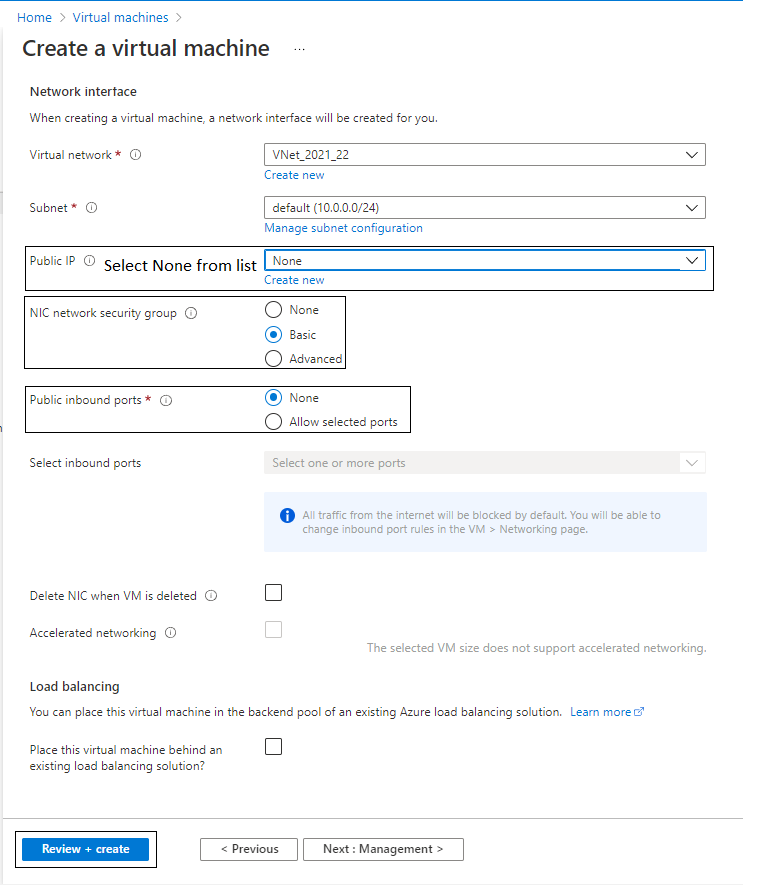 Home > Virtual machines >
Create a virtual machine ...
Network interface
When creating a virtual machine, a network interface will be created for you.
Virtual network *
VNet_2021_22
Create new
Subnet *
default (10.0.0.0/24)
Manage subnet configuration
Public IP Select None from list
None
Create new
NIC network security group
None
Basic
Advanced
Public inbound ports *
None
Allow selected ports
Select inbound ports
Select one or more ports
All traffic from the internet will be blocked by default. You will be able to
change inbound port rules in the VM > Networking page.
Delete NIC when VM is deleted
Accelerated networking
The selected VM size does not support accelerated networking.
Load balancing
You can place this virtual machine in the backend pool of an existing Azure load balancing solution. Learn more
Place this virtual machine behind an
existing load balancing solution?
Review + create
< Previous
Next : Management >